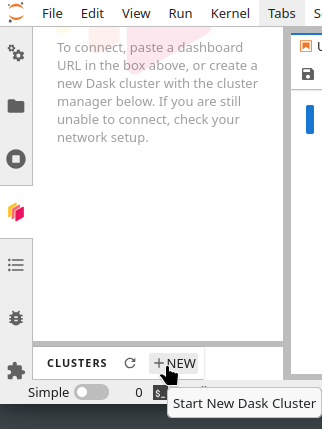 File Edit View Run Kernel Tabs
To connect, paste a dashboard
URL in the box above, or create a
new Dask cluster with the cluster
manager below. If you are still
unable to connect, check your
network setup.
CLUSTERS +NEW
Simple 0 $_
Start New Dask Cluster